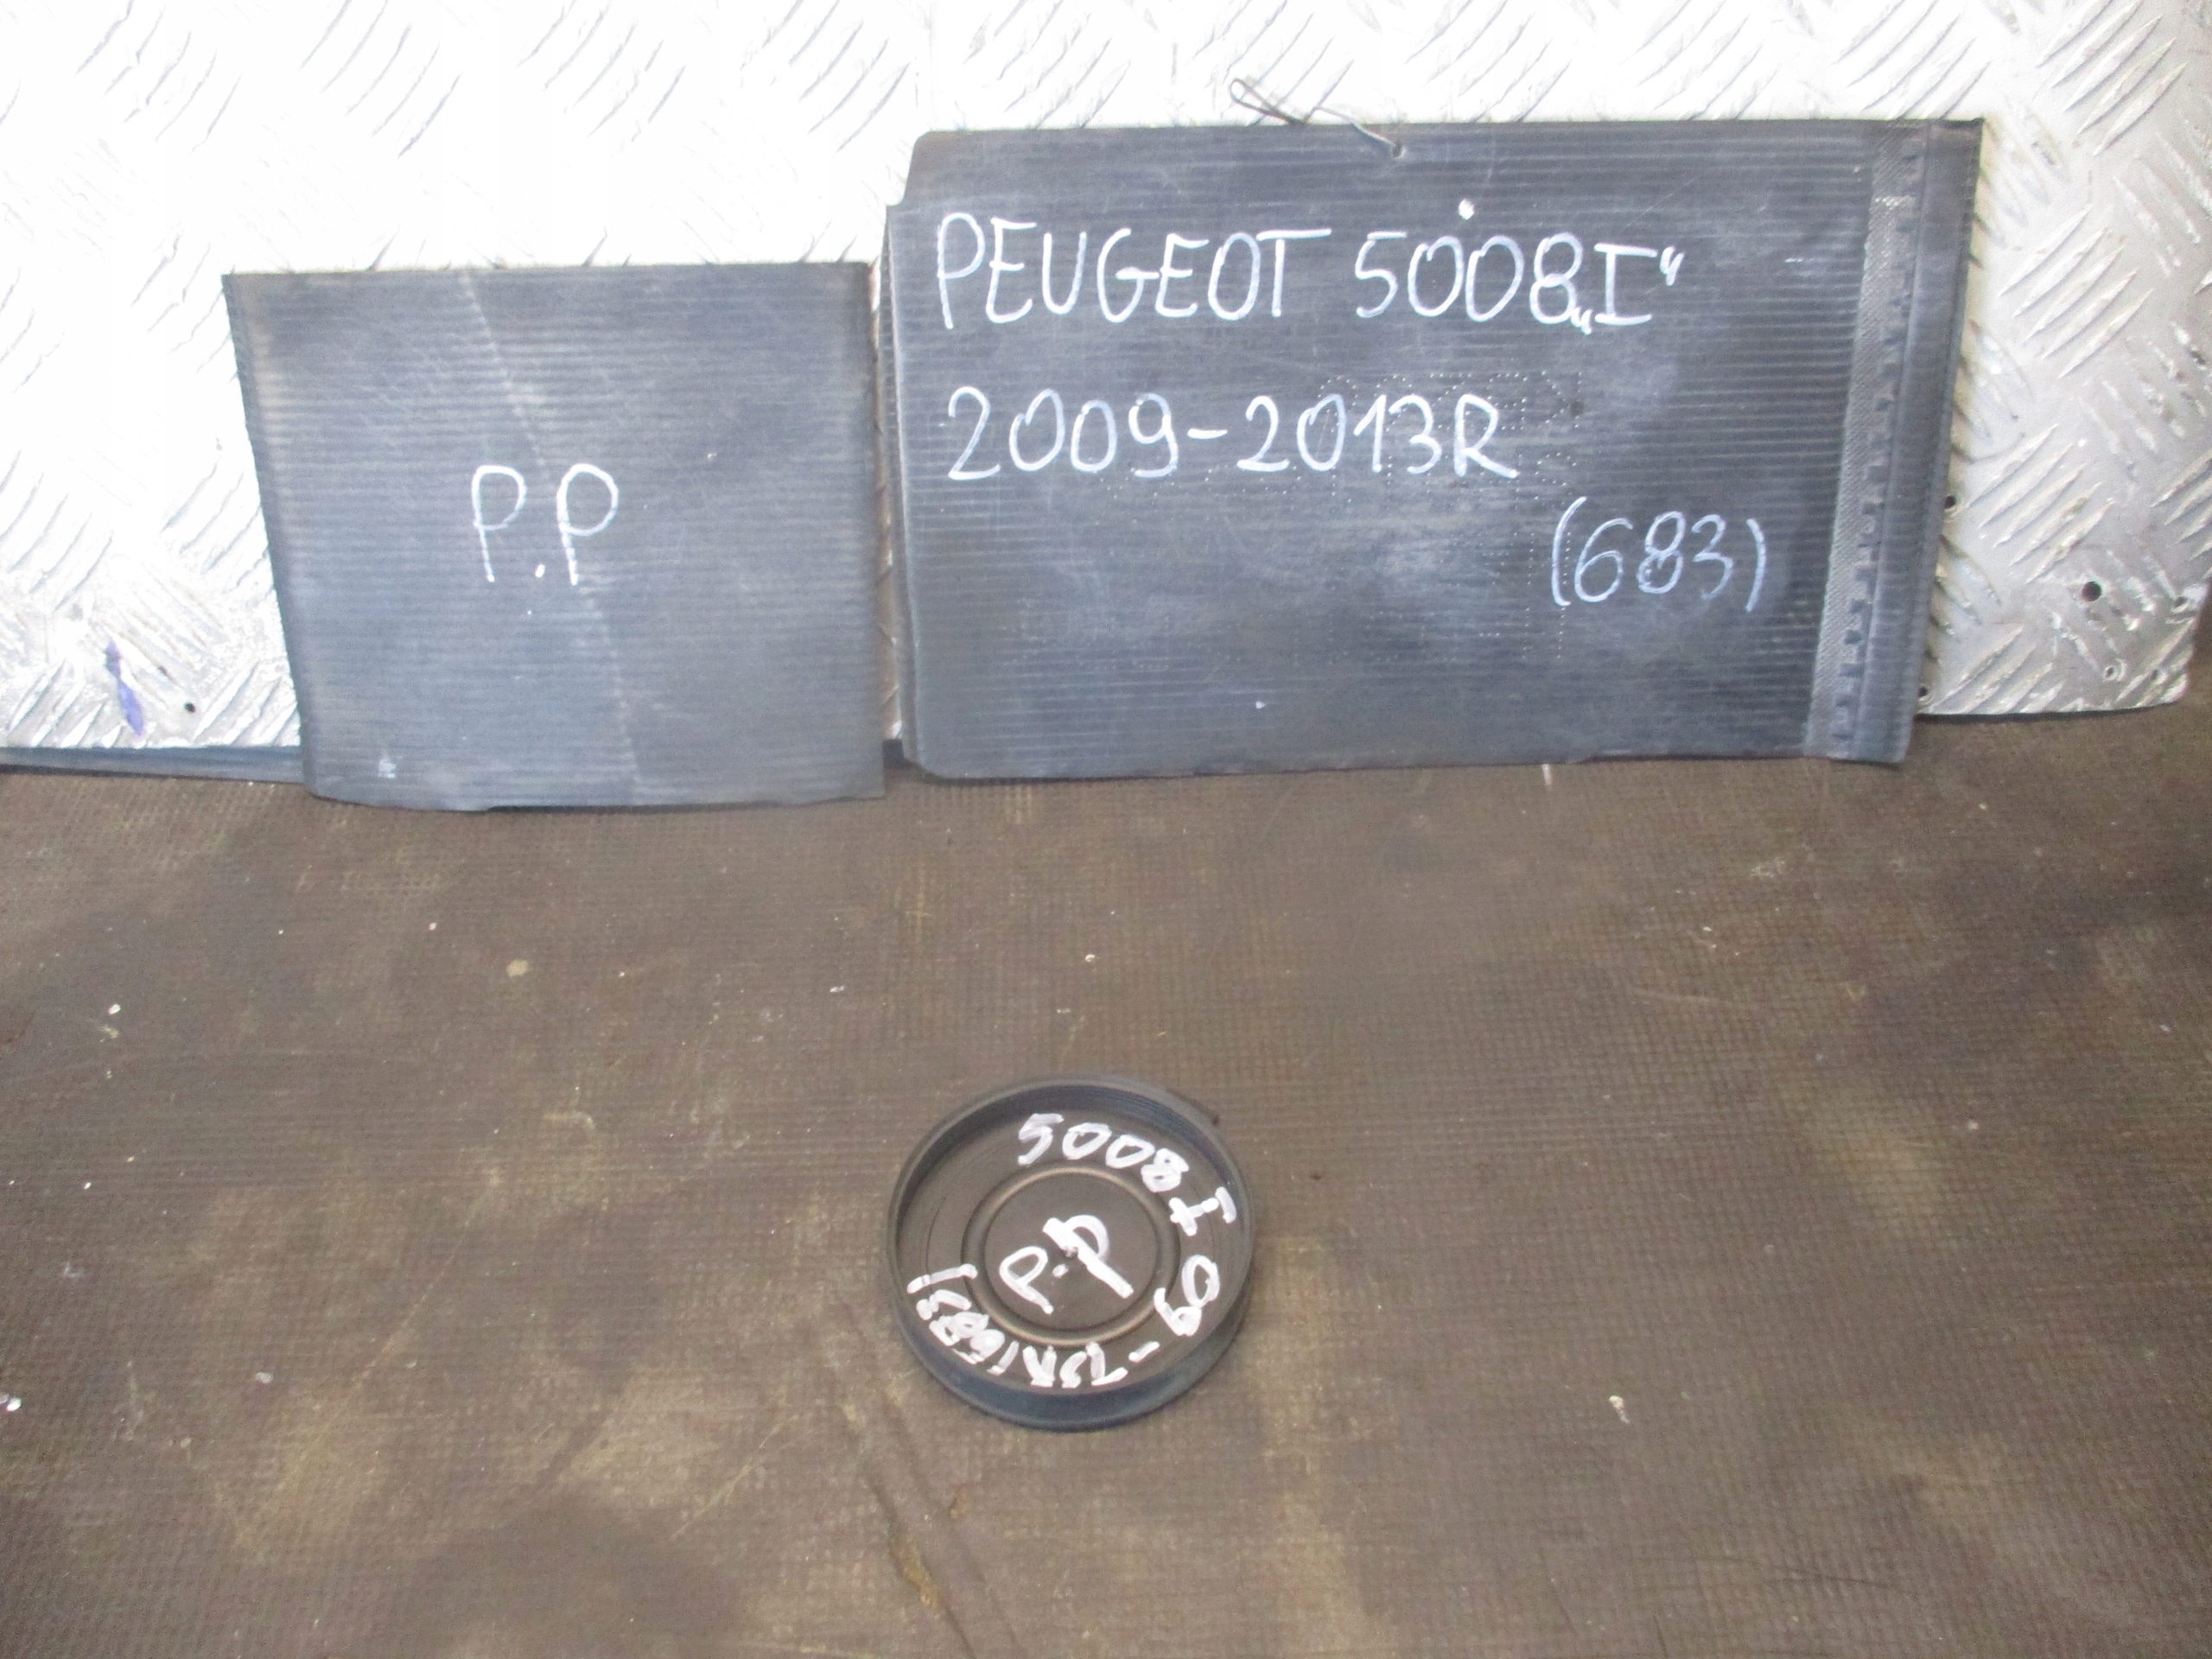 P.P
PEUGEOT 5008 „I"
2009-2013R
(683)
5008 I 09-13R (683)
P.P